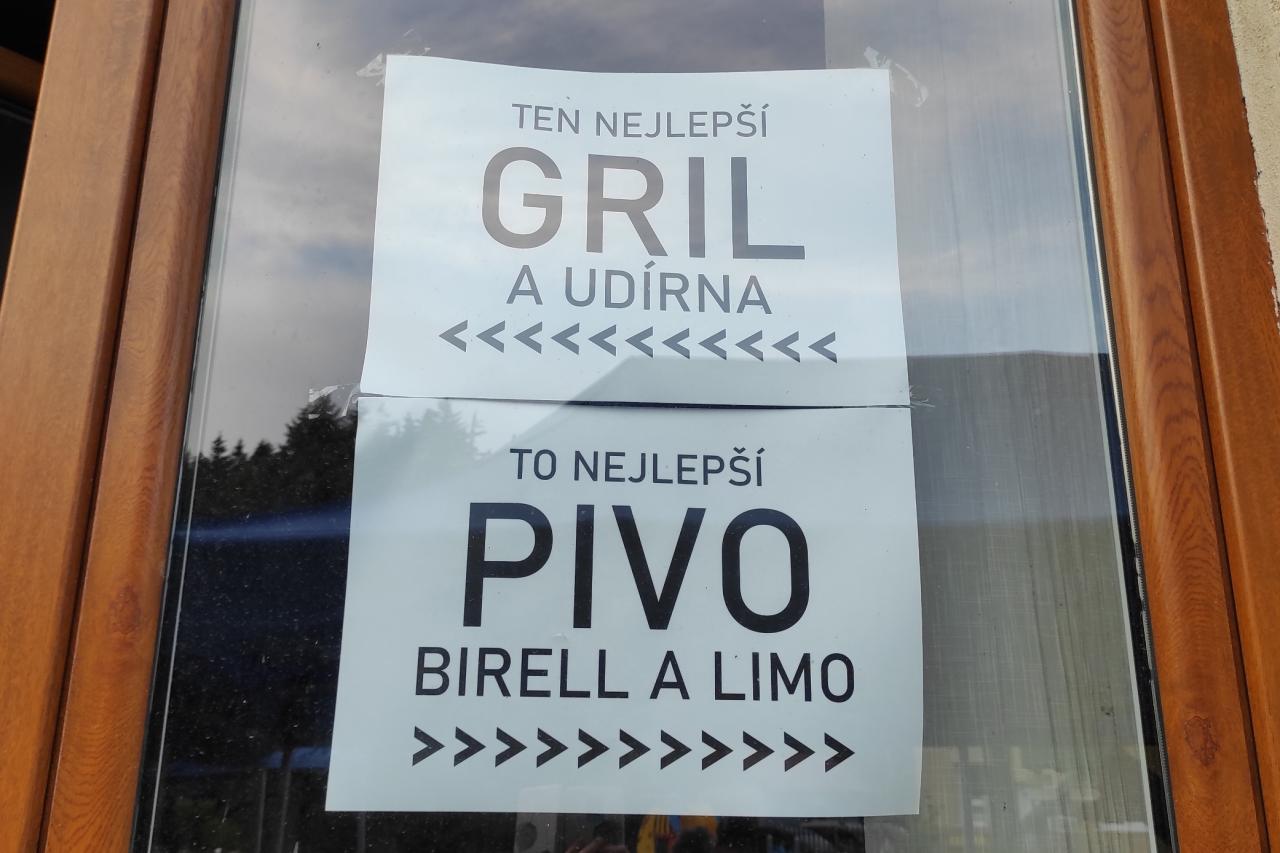 TEN NEJLEPŠÍ
GRIL
A UDÍRNA
<<<<<<<<<<<
TO NEJLEPŠÍ
PIVO
BIRELL A LIMO
>>>>>>>>>>>